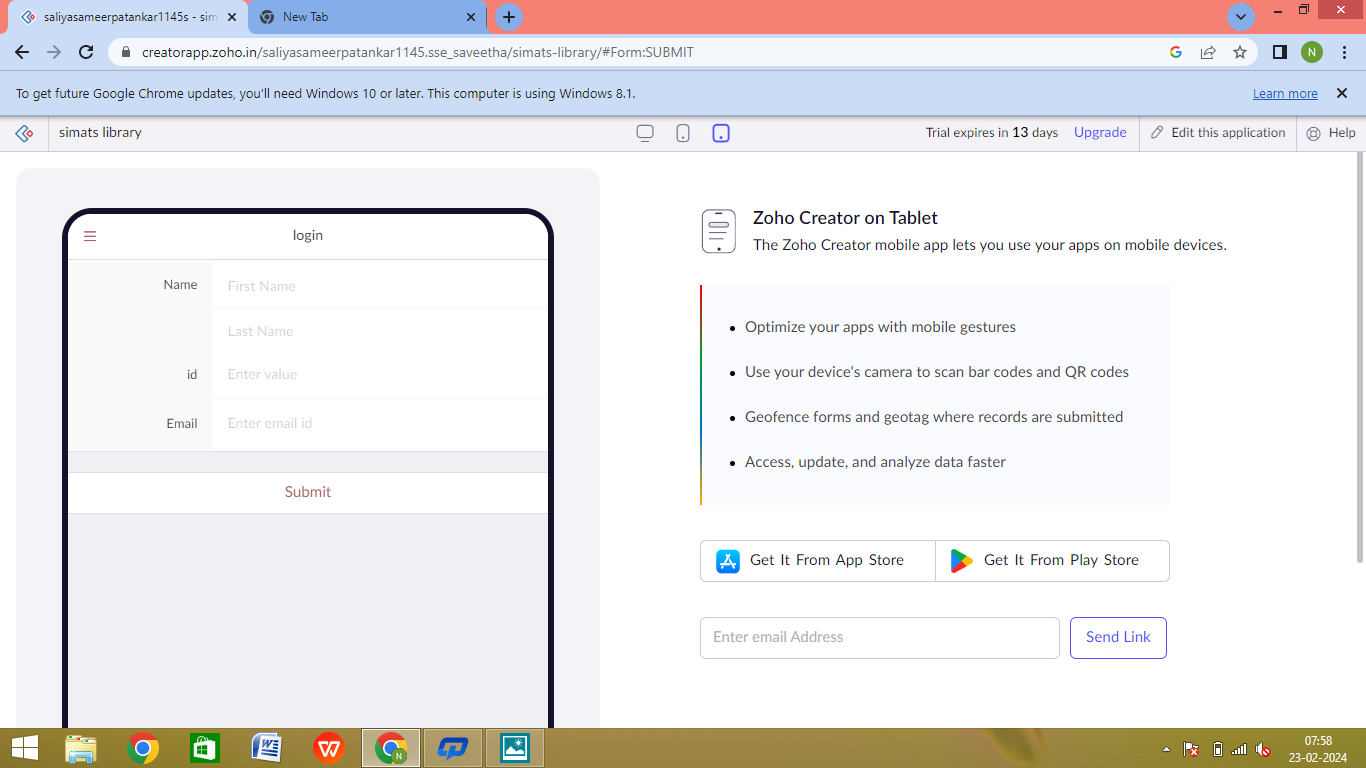 saliyasameerpatankar1145s - sim
New Tab
creatorapp.zoho.in/saliyasameerpatankar1145.sse_saveetha/simats-library/#Form:SUBMIT
N
To get future Google Chrome updates, you'll need Windows 10 or later. This computer is using Windows 8.1.
Learn more
simats library
Trial expires in 13 days
Upgrade
Edit this application
Help
login
Name
First Name
Last Name
id
Enter value
Email
Enter email id
Submit
Zoho Creator on Tablet
The Zoho Creator mobile app lets you use your apps on mobile devices.
Optimize your apps with mobile gestures
Use your device's camera to scan bar codes and QR codes
Geofence forms and geotag where records are submitted
Access, update, and analyze data faster
Get It From App Store
Get It From Play Store
Enter email Address
Send Link
07:58
23-02-2024